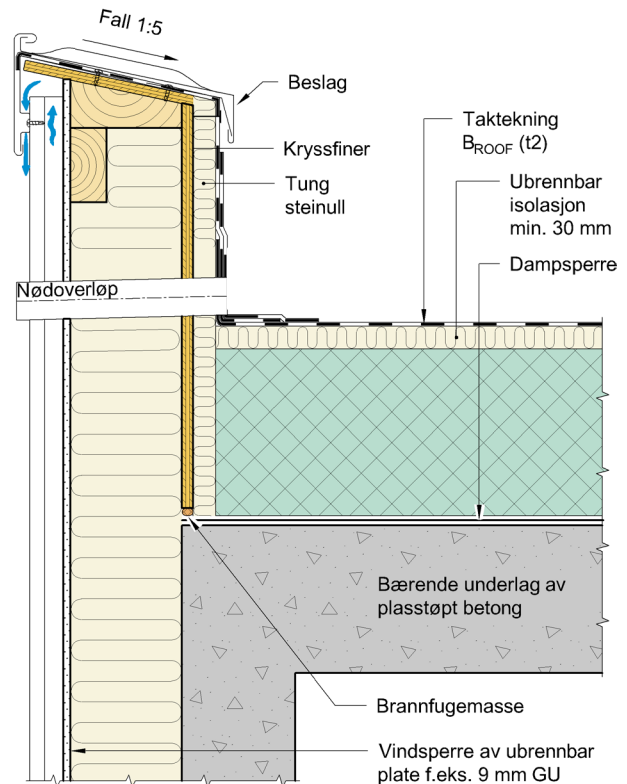 Fall 1:5
Beslag
Taktekning
BROOF (t2)
Kryssfiner
Ubrennbar
isolasjon
min. 30 mm
Tung
steinull
Dampsperre
Nødoverløp
Bærende underlag av
plasstøpt betong
Brannfugemasse
Vindsperre av ubrennbar
plate f.eks. 9 mm GU